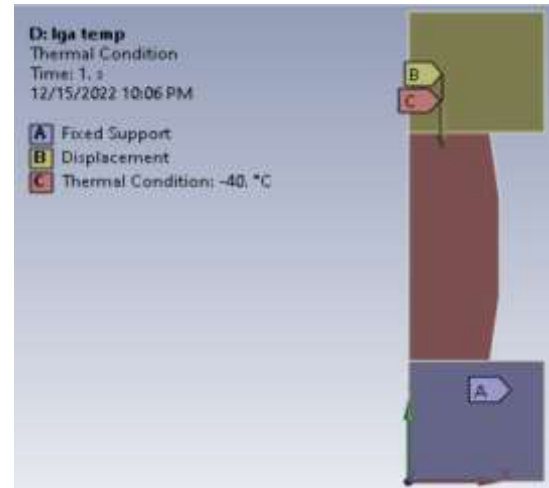 D: lga temp
Thermal Condition
Time: 1. s
12/15/2022 10:06 PM
A Fixed Support
B Displacement
C Thermal Condition: -40. °C
B
C
A